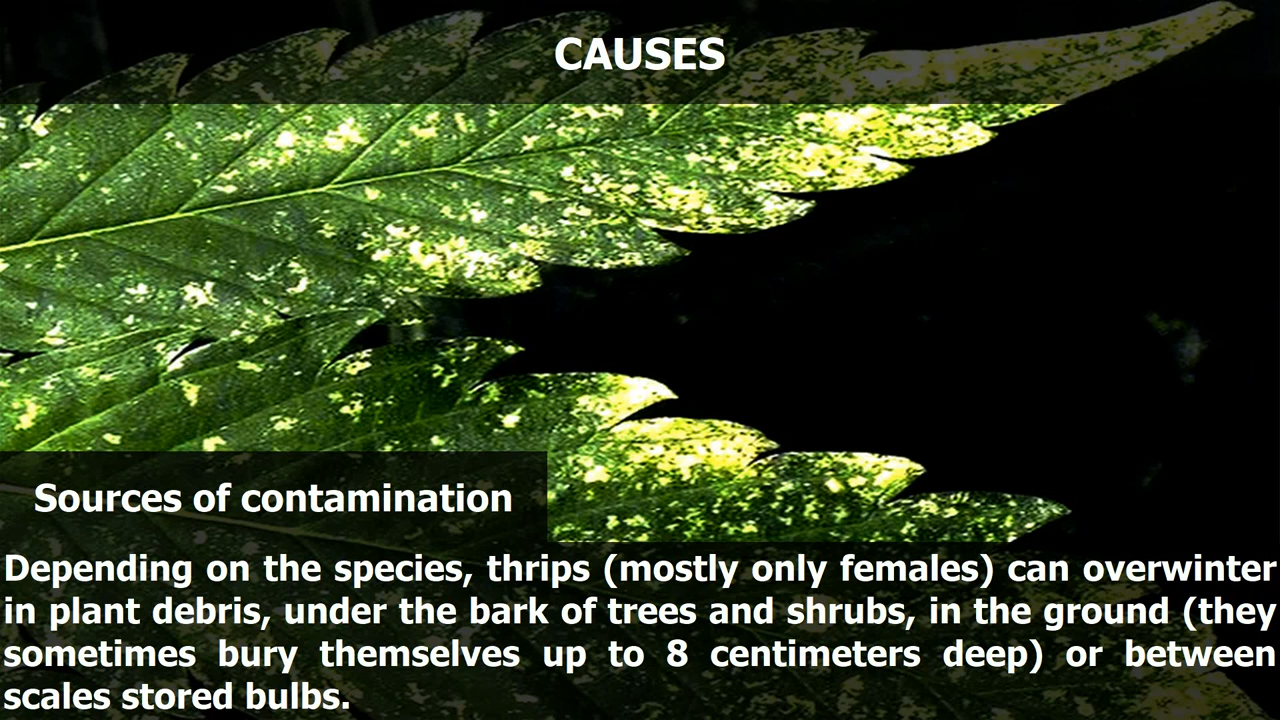 CAUSES
Sources of contamination
Depending on the species, thrips (mostly only females) can overwinter
in plant debris, under the bark of trees and shrubs, in the ground (they
sometimes bury themselves up to 8 centimeters deep) or between
scales stored bulbs.